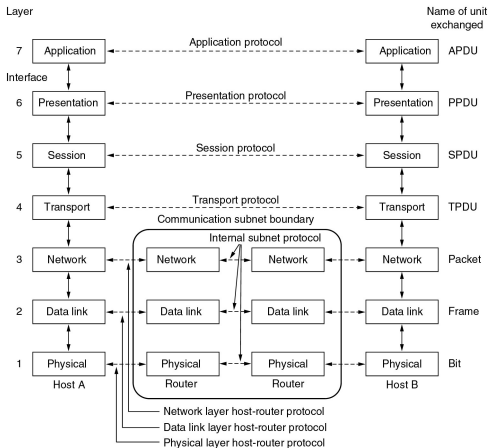 Layer
Name of unit
exchanged
7 Application Application protocol Application APDU
Interface
6 Presentation Presentation protocol Presentation PPDU
5 Session Session protocol Session SPDU
4 Transport Transport protocol Transport TPDU
Communication subnet boundary
Internal subnet protocol
3 Network Network Network Network Packet
2 Data link Data link Data link Data link Frame
1 Physical Physical Physical Physical Bit
Host A Router Router Host B
Network layer host-router protocol
Data link layer host-router protocol
Physical layer host-router protocol